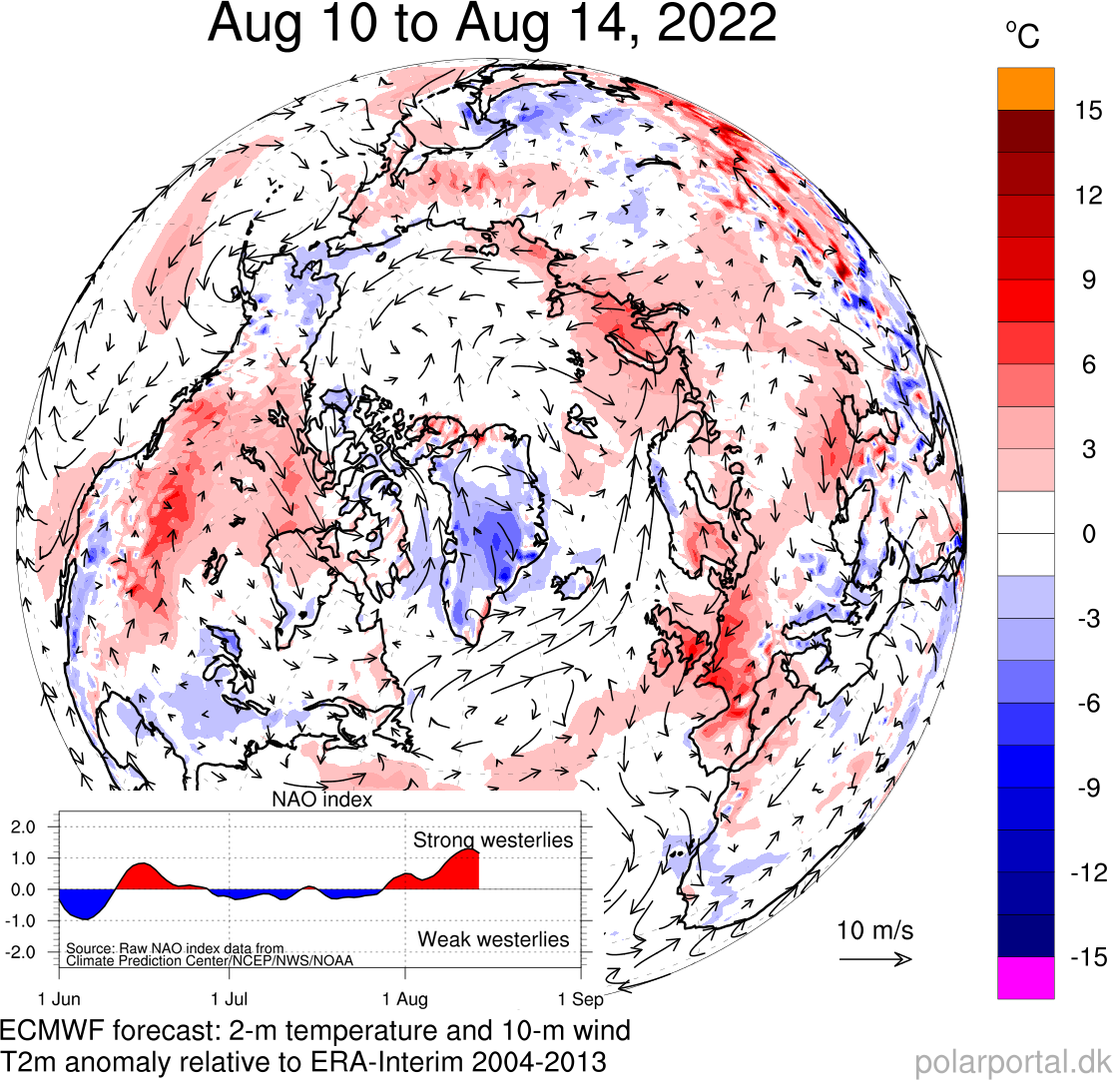 Aug 10 to Aug 14, 2022
°C
15
12
9
6
3
0
-3
-6
-9
-12
-15
NAO index
2.0
1.0
0.0
-1.0
-2.0
Strong westerlies
Weak westerlies
Source: Raw NAO index data from
Climate Prediction Center/NCEP/NWS/NOAA
1 Jun 1 Jul 1 Aug 1 Sep
10 m/s
ECMWF forecast: 2-m temperature and 10-m wind
T2m anomaly relative to ERA-Interim 2004-2013
polarportal.dk